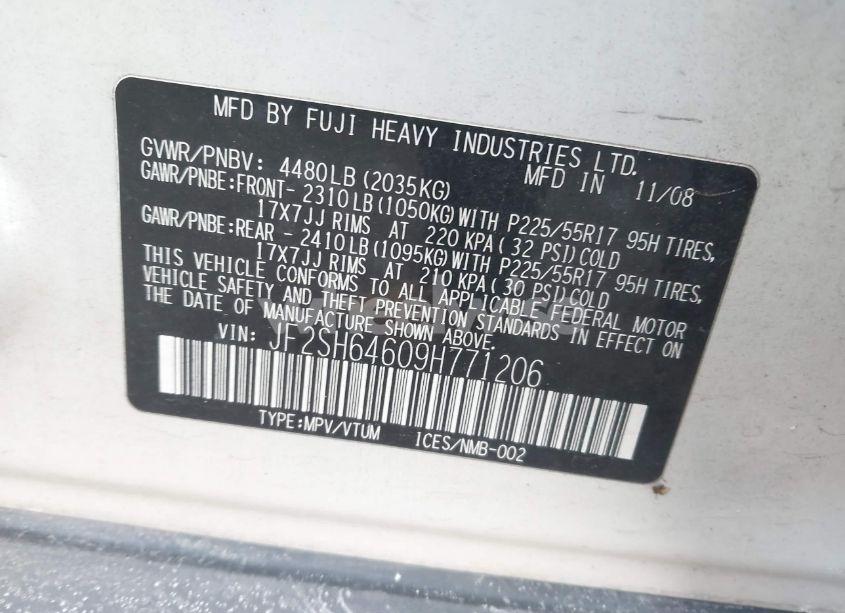 MFD BY FUJI HEAVY INDUSTRIES LTD.
GVWR/PNBV: 4480LB (2035KG) MFD IN 11/08
GAWR/PNBE:FRONT- 2310LB (1050KG)WITH P225/55R17 95H TIRES,
17X7JJ RIMS AT 220 KPA ( 32 PSI) COLD
GAWR/PNBE:REAR - 2410LB (1095KG)WITH P225/55R17 95H TIRES,
17X7JJ RIMS AT 210 KPA ( 30 PSI) COLD
THIS VEHICLE CONFORMS TO ALL APPLICABLE FEDERAL MOTOR
VEHICLE SAFETY AND THEFT PREVENTION STANDARDS IN EFFECT ON
THE DATE OF MANUFACTURE SHOWN ABOVE.
VIN: JF2SH64609H771206
TYPE:MPV/VTUM ICES/NMB-002